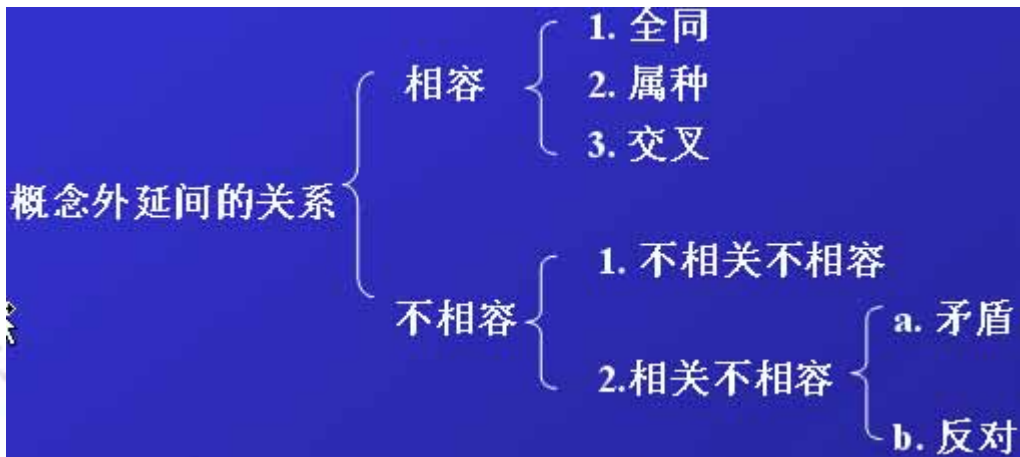 概念外延间的关系
相容
1. 全同
2. 属种
3. 交叉
不相容
1. 不相关不相容
2.相关不相容
a. 矛盾
b. 反对